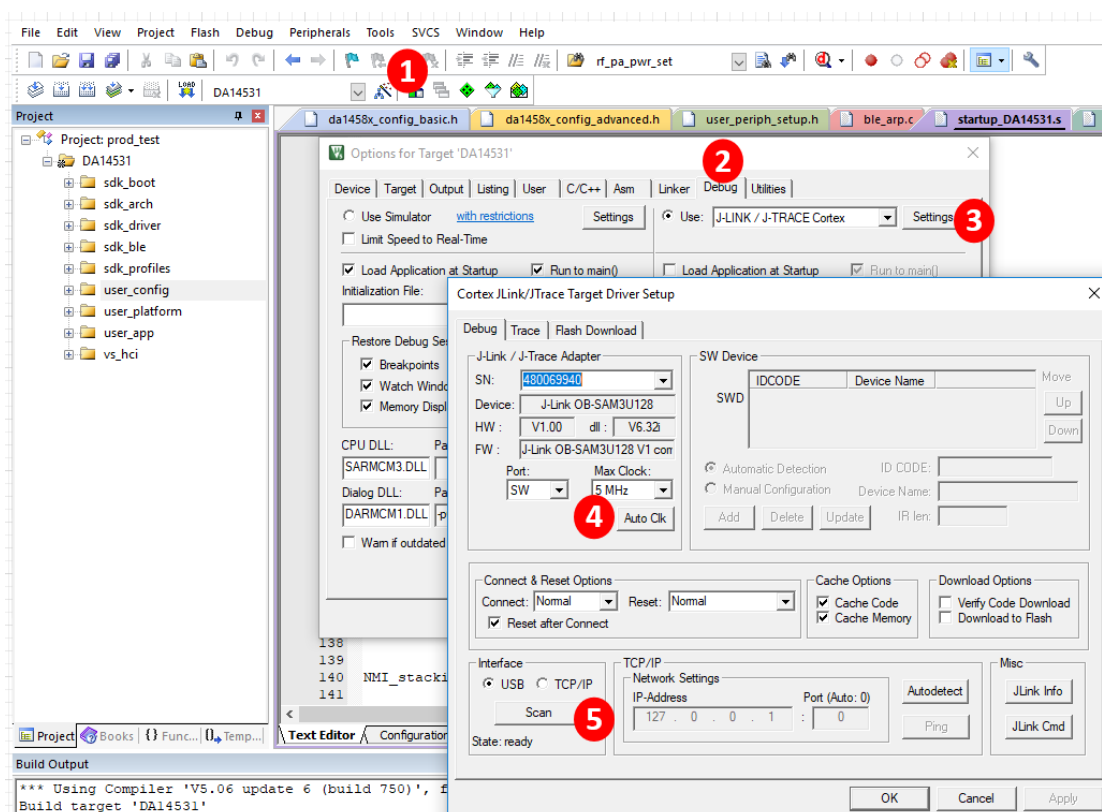 File Edit View Project Flash Debug Peripherals Tools SVCS Window Help
rf_pa_pwr_set
1
LOAD DA14531
Project
da1458x_config_basic.h da1458x_config_advanced.h user_periph_setup.h ble_arp.c startup_DA14531.s
Project: prod_test
DA14531
sdk_boot
sdk_arch
sdk_driver
sdk_ble
sdk_profiles
user_config
user_platform
user_app
vs_hci
Options for Target 'DA14531'
2
Device Target Output Listing User C/C++ Asm Linker Debug Utilities
Use Simulator with restrictions Settings Use: J-LINK / J-TRACE Cortex Settings 3
Limit Speed to Real-Time
Load Application at Startup Run to main() Load Application at Startup Run to main()
Initialization File:
Restore Debug Ses
Breakpoints
Watch Windo
Memory Displ
CPU DLL: Pa
SARMCM3.DLL
Dialog DLL: Pa
DARMCM1.DLL -p
Warn if outdated
Cortex JLink/JTrace Target Driver Setup
Debug Trace Flash Download
J-Link / J-Trace Adapter
SN: 480069940
Device: J-Link OB-SAM3U128
HW : V1.00 dll : V6.32i
FW : J-Link OB-SAM3U128 V1 com
Port: Max Clock:
SW 5 MHz
4 Auto Clk
SW Device
IDCODE Device Name Move
SWD
Up
Down
Automatic Detection ID CODE:
Manual Configuration Device Name:
Add Delete Update IR len:
Connect & Reset Options
Connect: Normal Reset: Normal
Reset after Connect
Cache Options
Cache Code
Cache Memory
Download Options
Verify Code Download
Download to Flash
Interface
USB TCP/IP
Scan 5
State: ready
TCP/IP
Network Settings
IP-Address Port (Auto: 0)
127 . 0 . 0 . 1 : 0
Autodetect
Ping
Misc
JLink Info
JLink Cmd
OK Cancel Apply
138
139
140 NMI_stacki
141
Project Books {} Func... 0 Temp... Text Editor Configuration
Build Output
*** Using Compiler 'V5.06 update 6 (build 750)', f
Build target 'DA14531'